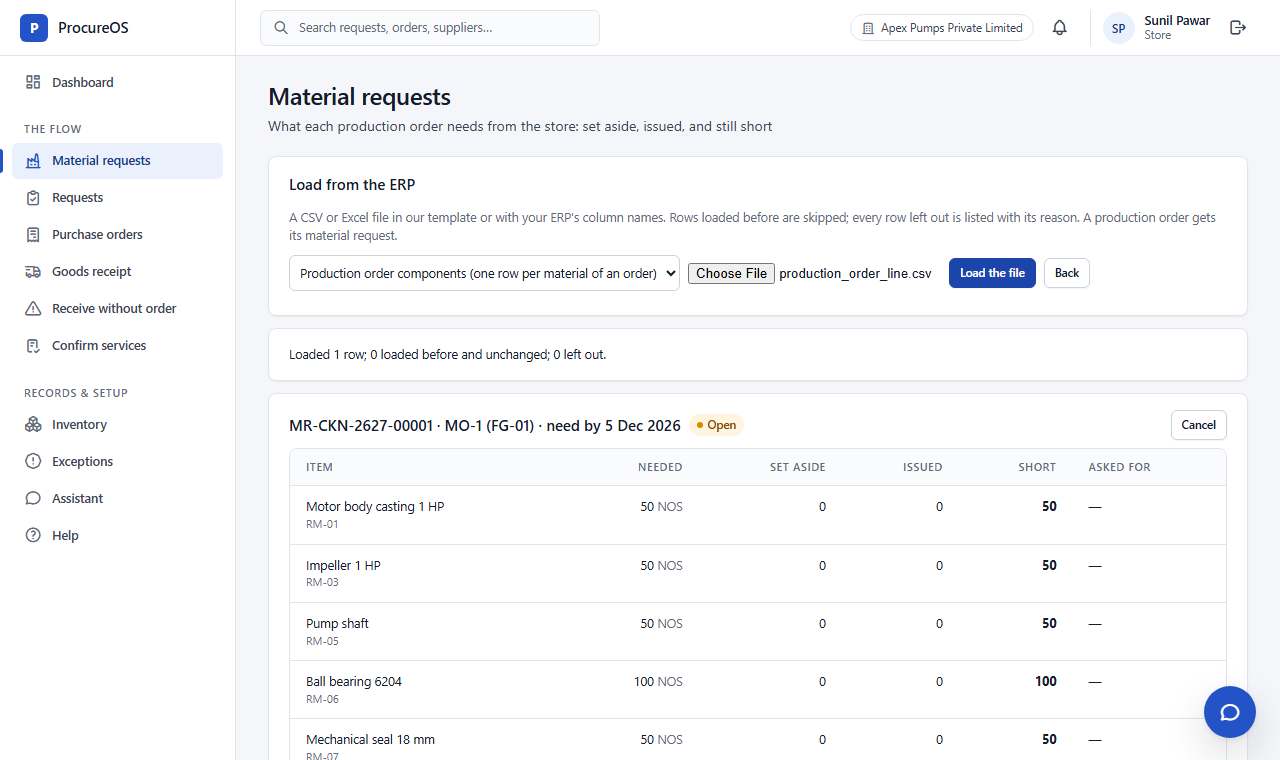 P ProcureOS
Search requests, orders, suppliers...
Apex Pumps Private Limited
SP
Sunil Pawar
Store
Dashboard
THE FLOW
Material requests
Requests
Purchase orders
Goods receipt
Receive without order
Confirm services
RECORDS & SETUP
Inventory
Exceptions
Assistant
Help
Material requests
What each production order needs from the store: set aside, issued, and still short
Load from the ERP
A CSV or Excel file in our template or with your ERP's column names. Rows loaded before are skipped; every row left out is listed with its reason. A production order gets
its material request.
Production order components (one row per material of an order) Choose File production_order_line.csv Load the file Back
Loaded 1 row; 0 loaded before and unchanged; 0 left out.
MR-CKN-2627-00001 · MO-1 (FG-01) · need by 5 Dec 2026 Open Cancel
ITEM NEEDED SET ASIDE ISSUED SHORT ASKED FOR
Motor body casting 1 HP 50 NOS 0 0 50 —
RM-01
Impeller 1 HP 50 NOS 0 0 50 —
RM-03
Pump shaft 50 NOS 0 0 50 —
RM-05
Ball bearing 6204 100 NOS 0 0 100 —
RM-06
Mechanical seal 18 mm 50 NOS 0 0 50 —
RM-07